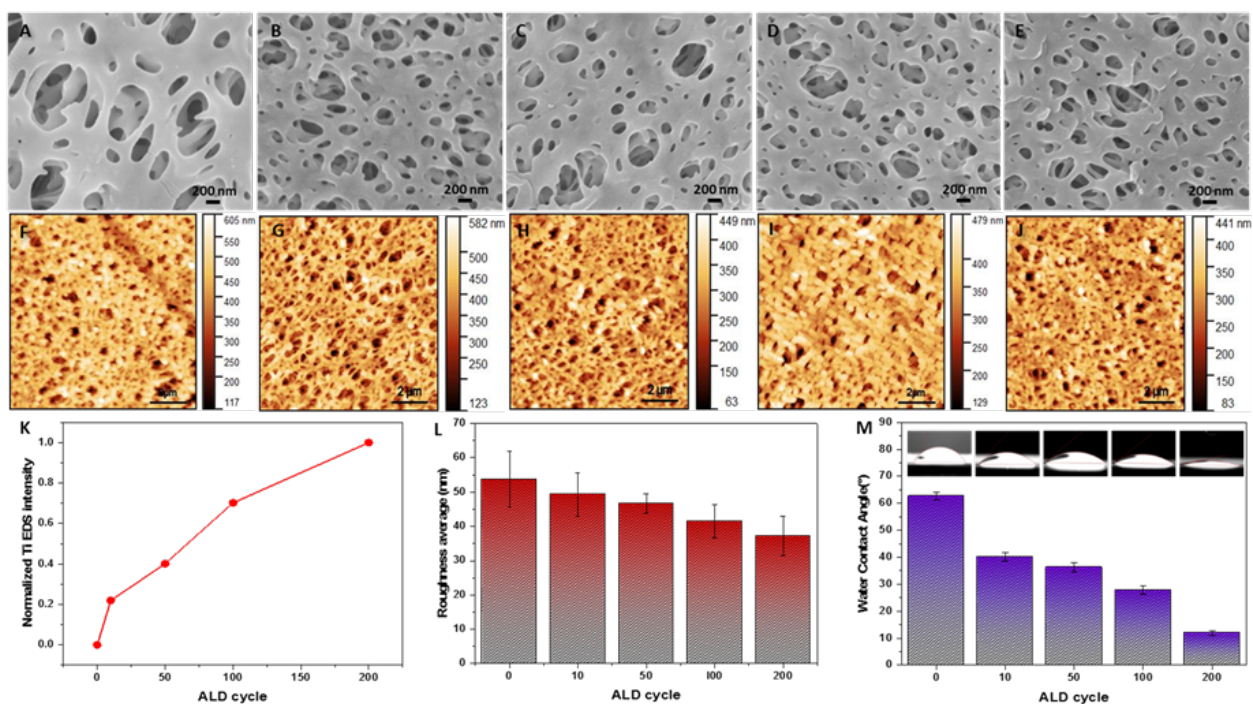 A
B
C
D
E
200 nm
200 nm
200 nm
200 nm
200 nm
F
605 nm
550
500
450
400
350
300
250
200
117
G
582 nm
500
450
400
350
300
250
123
2 µm
H
449 nm
400
350
300
250
200
150
63
2 µm
I
479 nm
400
350
300
250
200
129
2µm
J
441 nm
400
350
300
250
200
150
83
2 µm
K
1.0
0.8
0.6
0.4
0.2
0.0
Normalized Ti EDS intensity
0
50
100
150
200
ALD cycle
L
70
60
50
40
30
20
10
0
Roughness average (nm)
0
10
50
100
200
ALD cycle
M
90
80
70
60
50
40
30
20
10
0
Water Contact Angle(°)
0
10
50
100
200
ALD cycle